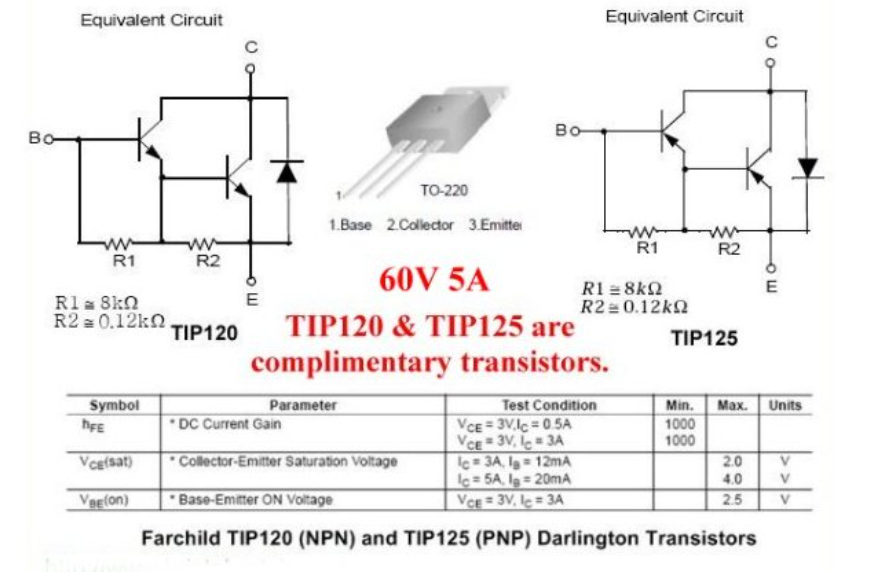 Equivalent Circuit
Equivalent Circuit
C
C
B
B
1
TO-220
1.Base 2.Collector 3.Emitte
R1 R2
R1 R2
E
E
60V 5A
R1 ≅ 8kΩ
R2 ≅ 0.12kΩ
TIP120
R1 ≅ 8kΩ
R2 ≅ 0.12kΩ
TIP125
TIP120 & TIP125 are
complimentary transistors.
Symbol Parameter Test Condition Min. Max. Units
hFE * DC Current Gain VCE = 3V,IC = 0.5A 1000
VCE = 3V, IC = 3A 1000
VCE(sat) * Collector-Emitter Saturation Voltage IC = 3A, IB = 12mA 2.0 V
IC = 5A, IB = 20mA 4.0 V
VBE(on) * Base-Emitter ON Voltage VCE = 3V, IC = 3A 2.5 V
Farchild TIP120 (NPN) and TIP125 (PNP) Darlington Transistors